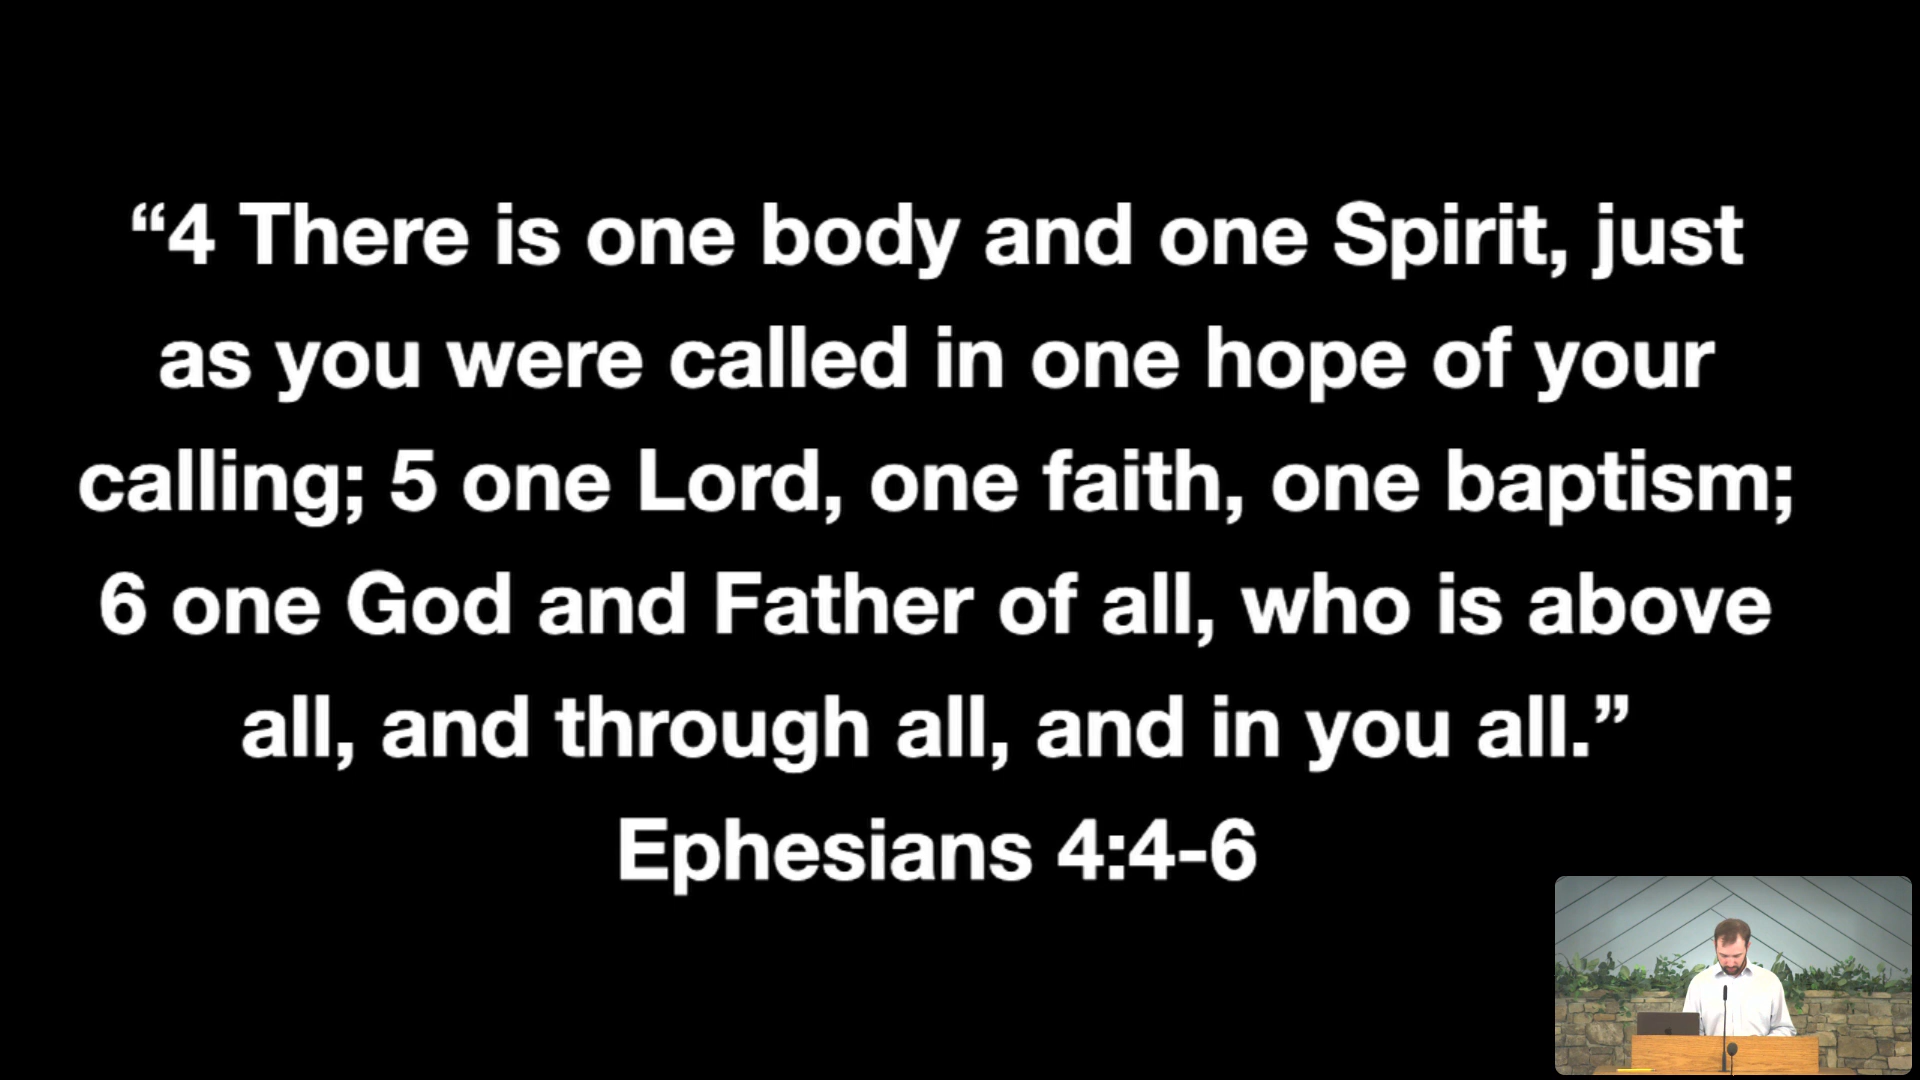 “4 There is one body and one Spirit, just
as you were called in one hope of your
calling; 5 one Lord, one faith, one baptism;
6 one God and Father of all, who is above
all, and through all, and in you all.”
Ephesians 4:4-6